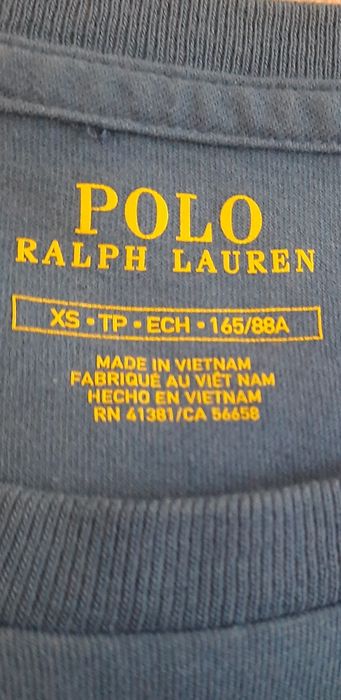 POLO
RALPH LAUREN
XS • TP • ECH • 165/88A
MADE IN VIETNAM
FABRIQUÉ AU VIÊT NAM
HECHO EN VIETNAM
RN 41381/CA 56658